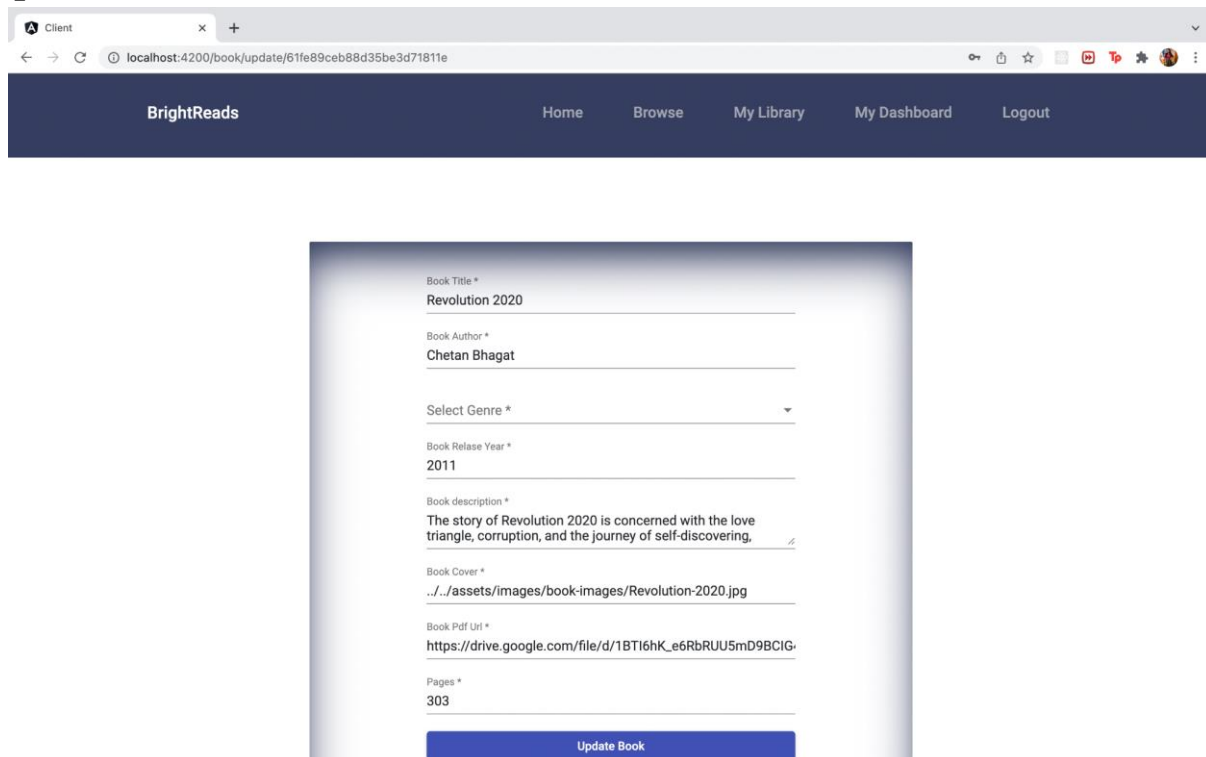 Client
localhost:4200/book/update/61fe89ceb88d35be3d71811e
BrightReads Home Browse My Library My Dashboard Logout
Book Title *
Revolution 2020
Book Author *
Chetan Bhagat
Select Genre *
Book Relase Year *
2011
Book description *
The story of Revolution 2020 is concerned with the love
triangle, corruption, and the journey of self-discovering,
Book Cover *
../../assets/images/book-images/Revolution-2020.jpg
Book Pdf Url *
https://drive.google.com/file/d/1BTI6hK_e6RbRUU5mD9BCIG
Pages *
303
Update Book